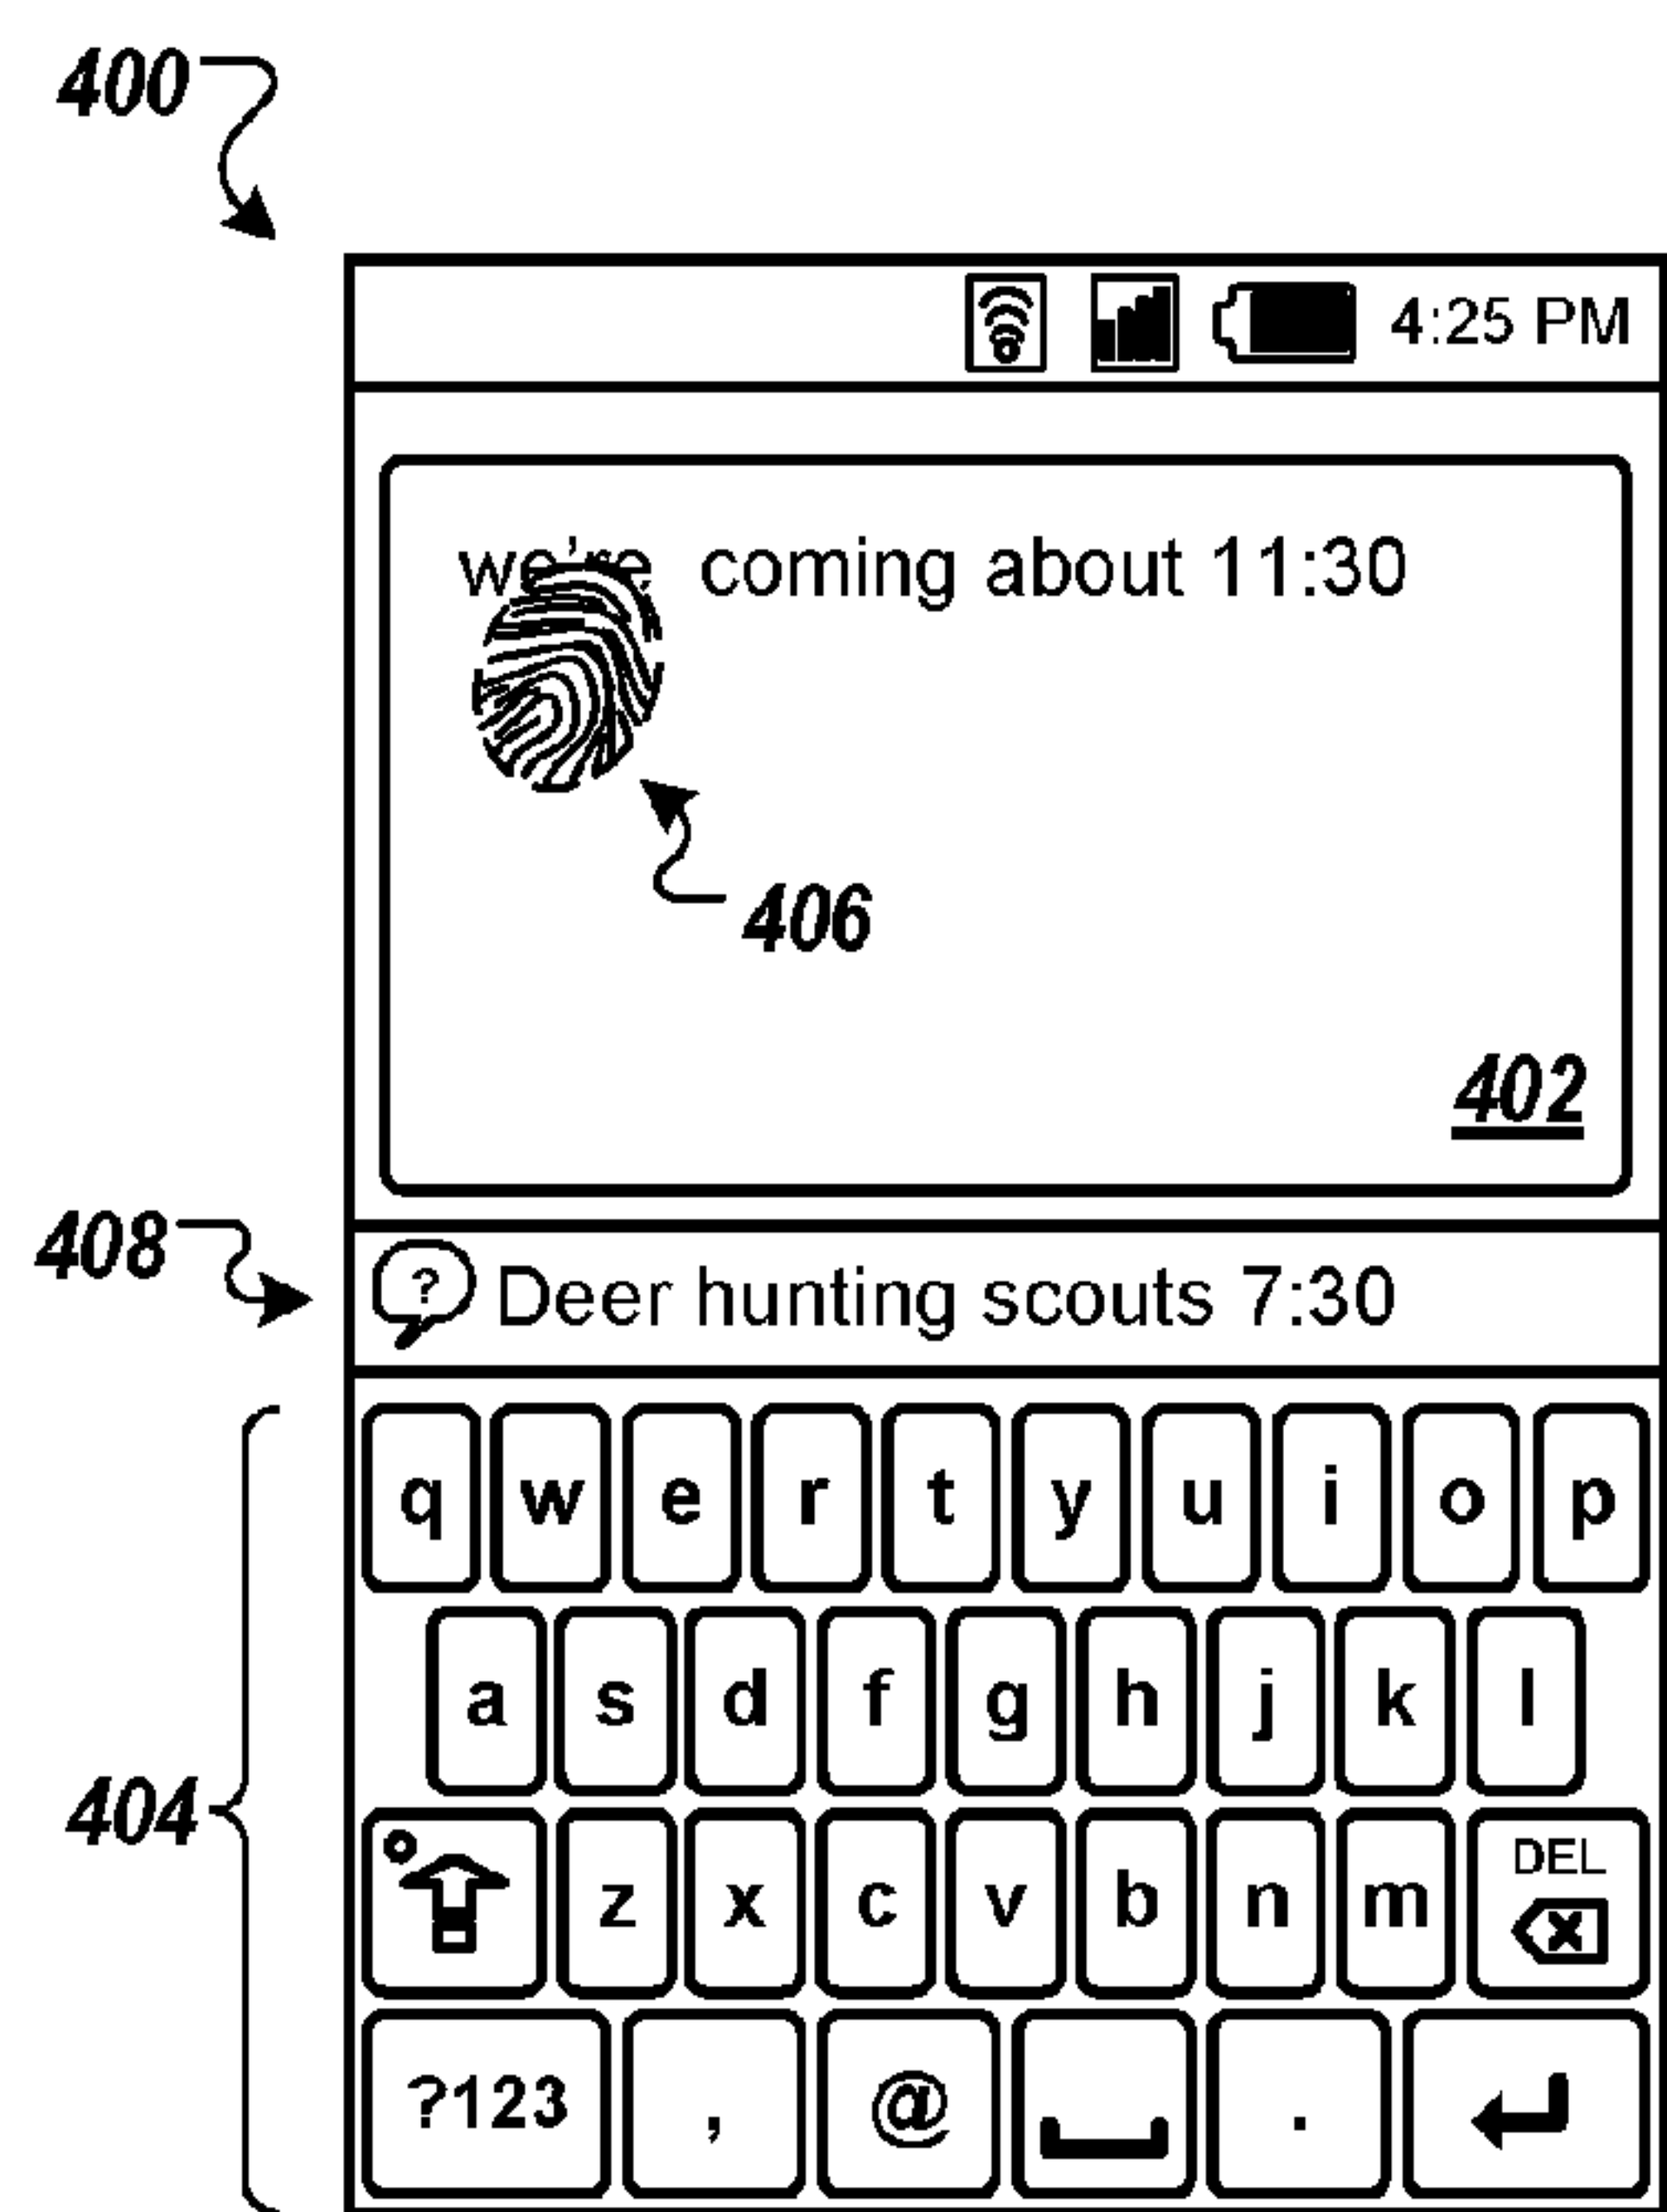 400
4:25 PM
we're coming about 11:30
406
402
408
? Deer hunting scouts 7:30
q w e r t y u i o p
a s d f g h j k l
404
z x c v b n m DEL
?123 , @ .